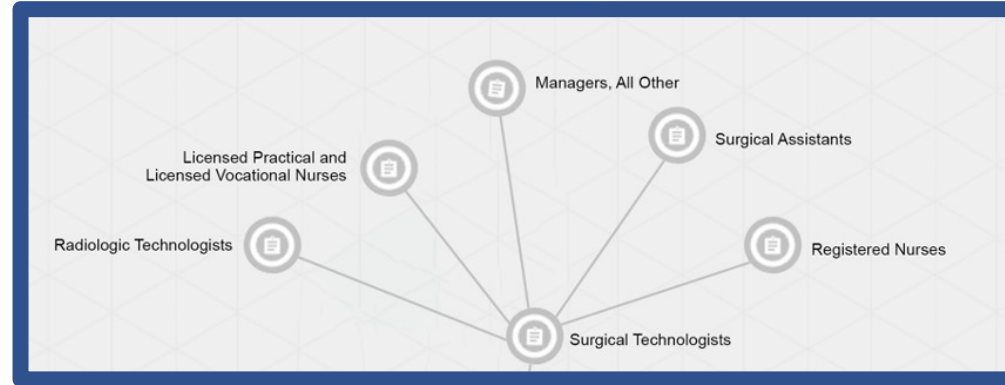 Managers, All Other
Surgical Assistants
Licensed Practical and
Licensed Vocational Nurses
Radiologic Technologists
Registered Nurses
Surgical Technologists